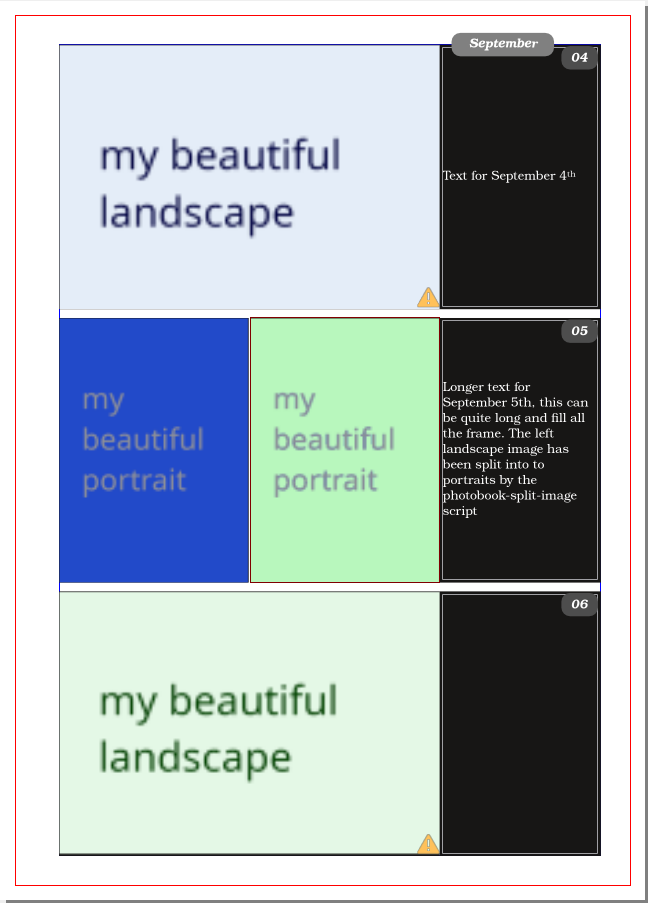 September
04
my beautiful
landscape
Text for September 4th
05
my
beautiful
portrait
my
beautiful
portrait
Longer text for
September 5th, this can
be quite long and fill all
the frame. The left
landscape image has
been split into to
portraits by the
photobook-split-image
script
06
my beautiful
landscape